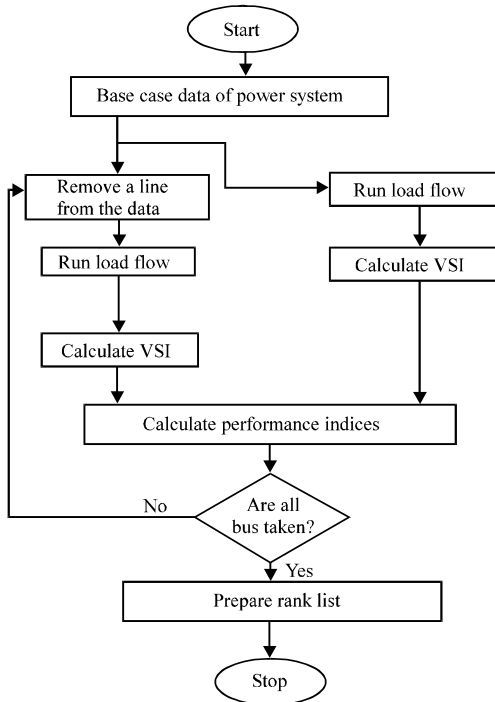 Start
Base case data of power system
Remove a line
from the data
Run load flow
Run load flow
Calculate VSI
Calculate VSI
Calculate performance indices
Are all
bus taken?
No
Yes
Prepare rank list
Stop